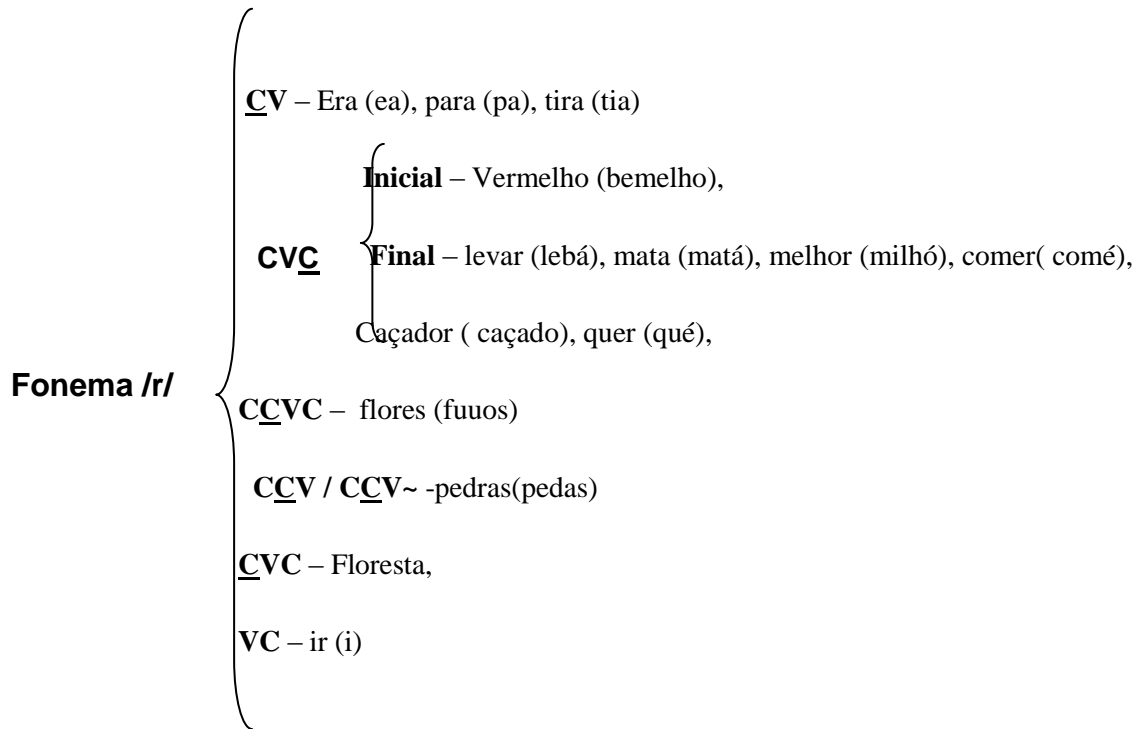 CV – Era (ea), para (pa), tira (tia)
Inicial – Vermelho (bemelho),
CVC Final – levar (lebá), mata (matá), melhor (milhó), comer( comé),
Caçador ( caçado), quer (qué),
Fonema /r/
CCVC – flores (fuuos)
CCV / CCV~ -pedras(pedas)
CVC – Floresta,
VC – ir (i)